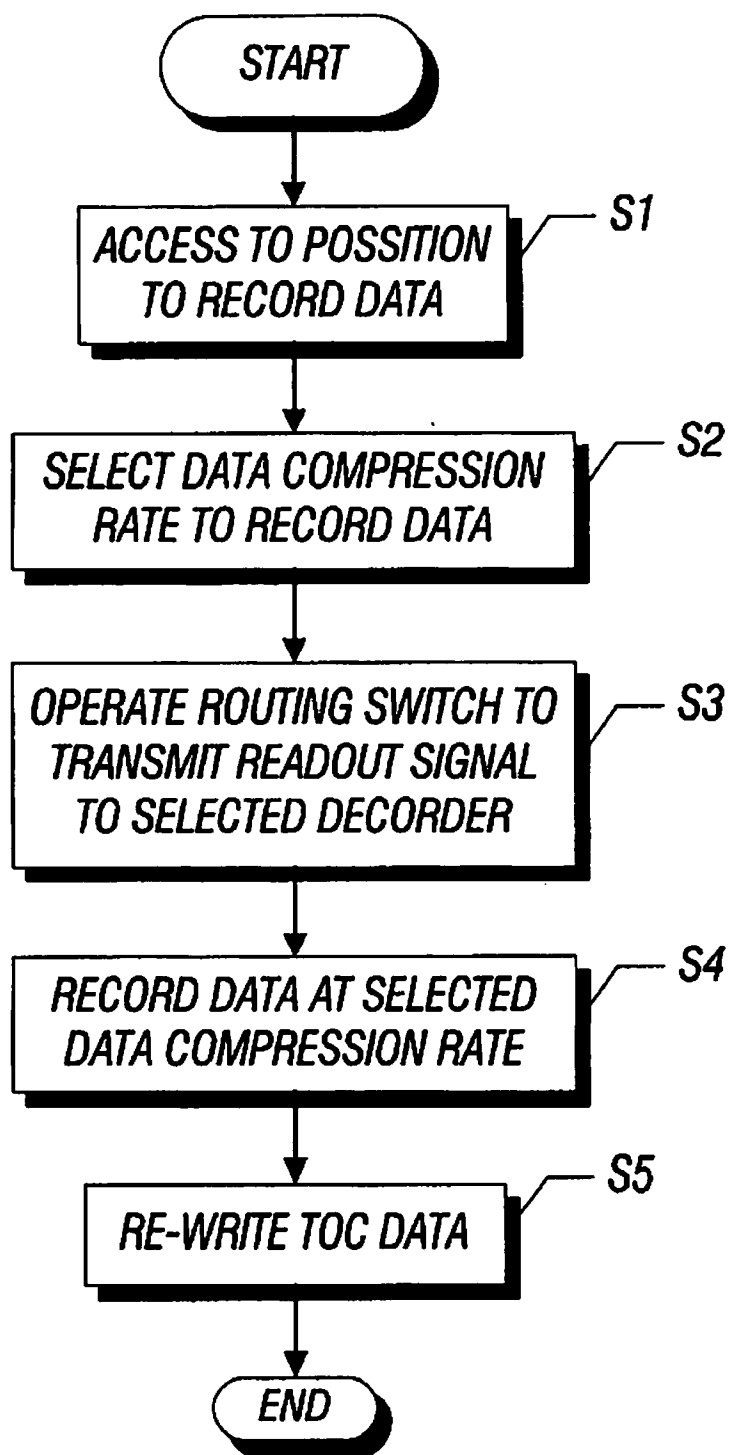 START
ACCESS TO POSSITION
TO RECORD DATA
S1
SELECT DATA COMPRESSION
RATE TO RECORD DATA
S2
OPERATE ROUTING SWITCH TO
TRANSMIT READOUT SIGNAL
TO SELECTED DECORDER
S3
RECORD DATA AT SELECTED
DATA COMPRESSION RATE
S4
RE-WRITE TOC DATA
S5
END